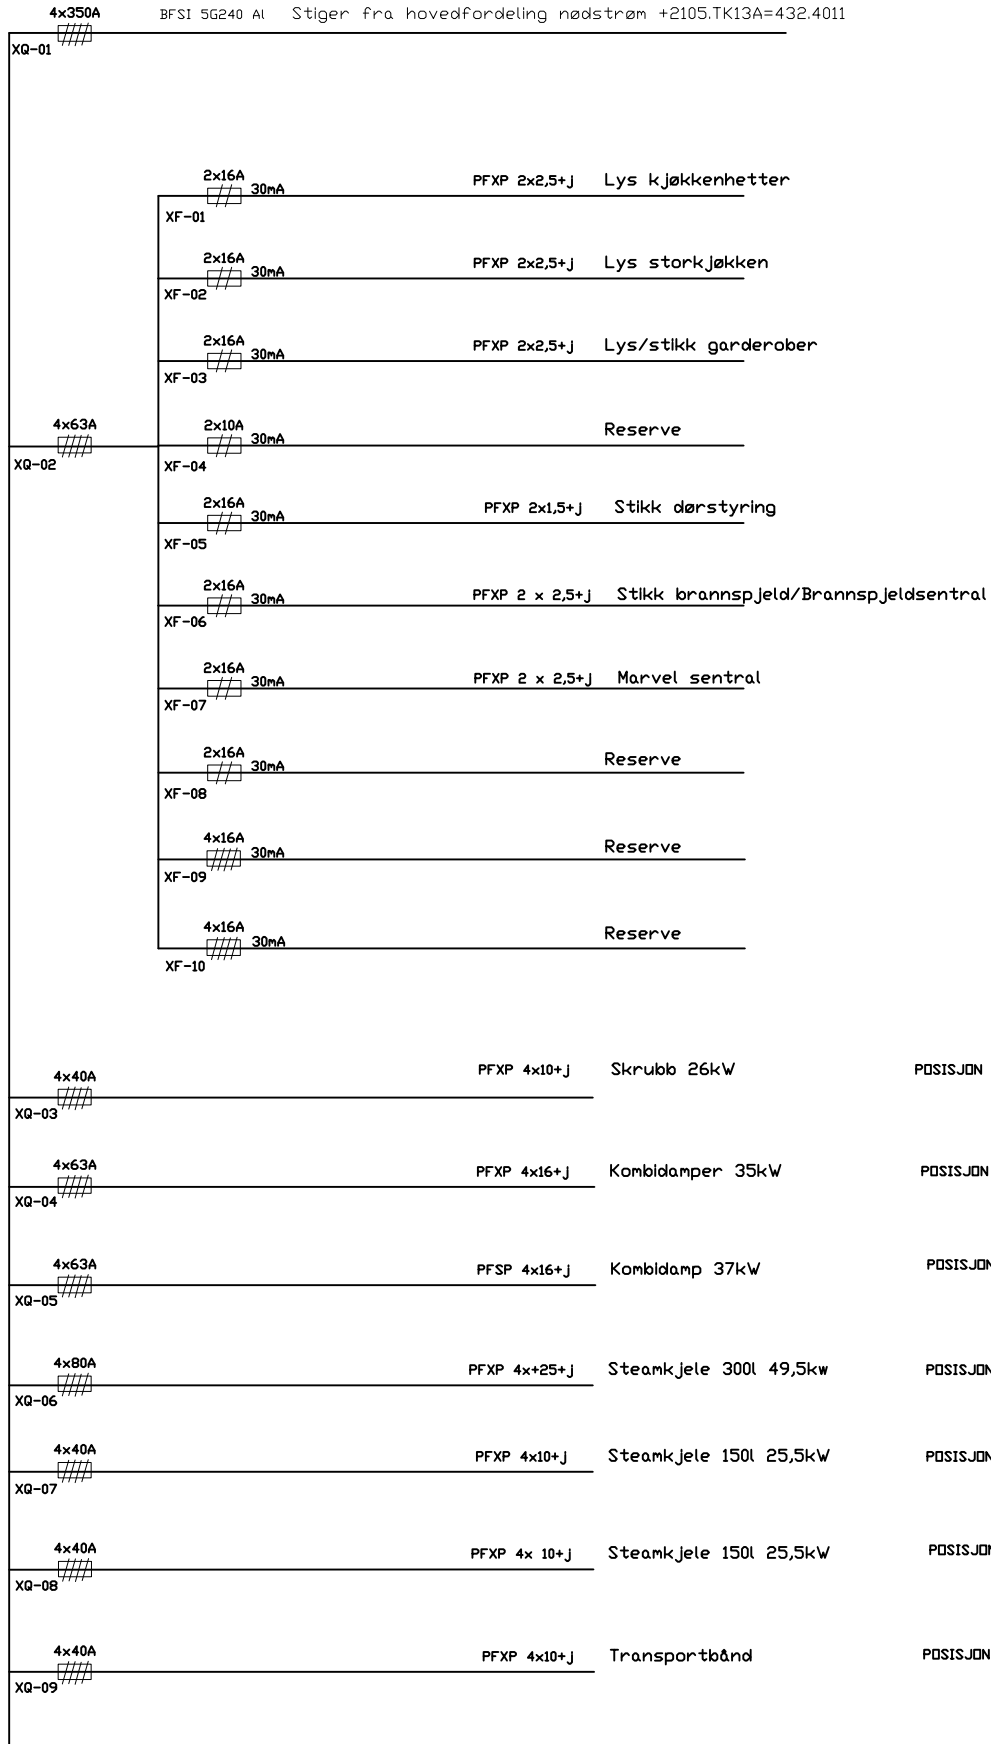 4x350A BFSI 5G240 Al Stiger fra hovedfordeling nødstrøm +2105.TK13A=432.4011
XQ-01
2x16A 30mA PFXP 2x2,5+j Lys kjøkkenhetter
XF-01
2x16A 30mA PFXP 2x2,5+j Lys storkjøkken
XF-02
2x16A 30mA PFXP 2x2,5+j Lys/stikk garderober
XF-03
4x63A
XQ-02
2x10A 30mA Reserve
XF-04
2x16A 30mA PFXP 2x1,5+j Stikk dørstyring
XF-05
2x16A 30mA PFXP 2 x 2,5+j Stikk brannspjeld/Brannspjeldsentral
XF-06
2x16A 30mA PFXP 2 x 2,5+j Marvel sentral
XF-07
2x16A 30mA Reserve
XF-08
4x16A 30mA Reserve
XF-09
4x16A 30mA Reserve
XF-10
4x40A PFXP 4x10+j Skrubb 26kW POSISJON
XQ-03
4x63A PFXP 4x16+j Kombidamper 35kW POSISJON
XQ-04
4x63A PFSP 4x16+j Kombidamp 37kW POSISJON
XQ-05
4x80A PFXP 4x+25+j Steamkjele 300l 49,5kw POSISJON
XQ-06
4x40A PFXP 4x10+j Steamkjele 150l 25,5kW POSISJON
XQ-07
4x40A PFXP 4x 10+j Steamkjele 150l 25,5kW POSISJON
XQ-08
4x40A PFXP 4x10+j Transportbånd POSISJON
XQ-09